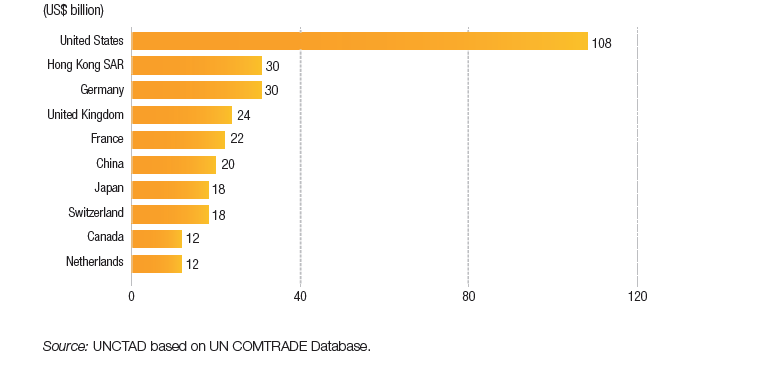 (US$ billion)
United States 108
Hong Kong SAR 30
Germany 30
United Kingdom 24
France 22
China 20
Japan 18
Switzerland 18
Canada 12
Netherlands 12
0 40 80 120
Source: UNCTAD based on UN COMTRADE Database.